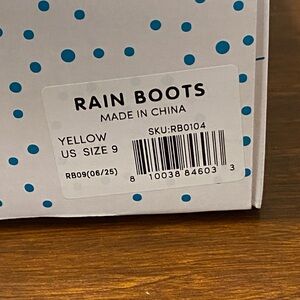 RAIN BOOTS
MADE IN CHINA
YELLOW
US SIZE 9
SKU:RB0104
RB09(06/25)
8 10038 84603 3